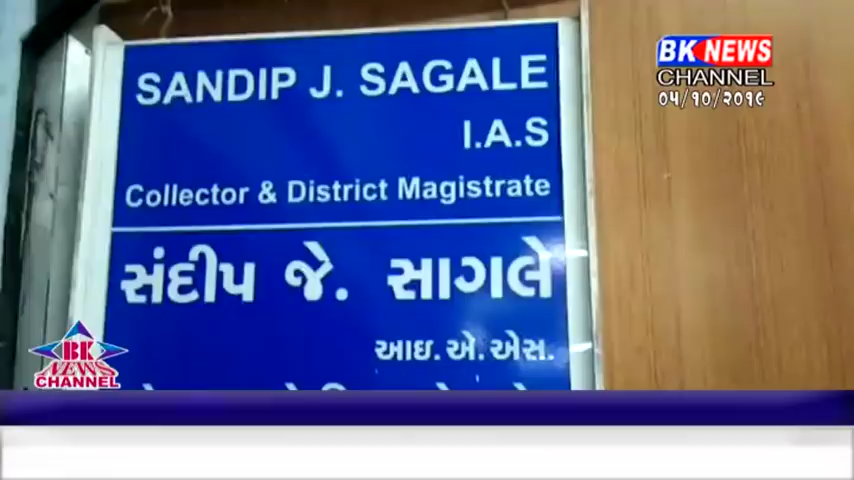 SANDIP J. SAGALE
I.A.S
Collector & District Magistrate
સંદીપ જે. સાગલે
આઇ.એ.એસ.
BK NEWS
CHANNEL
૦૫/૧૦/૨૦૧૯
BK
NEWS
CHANNEL